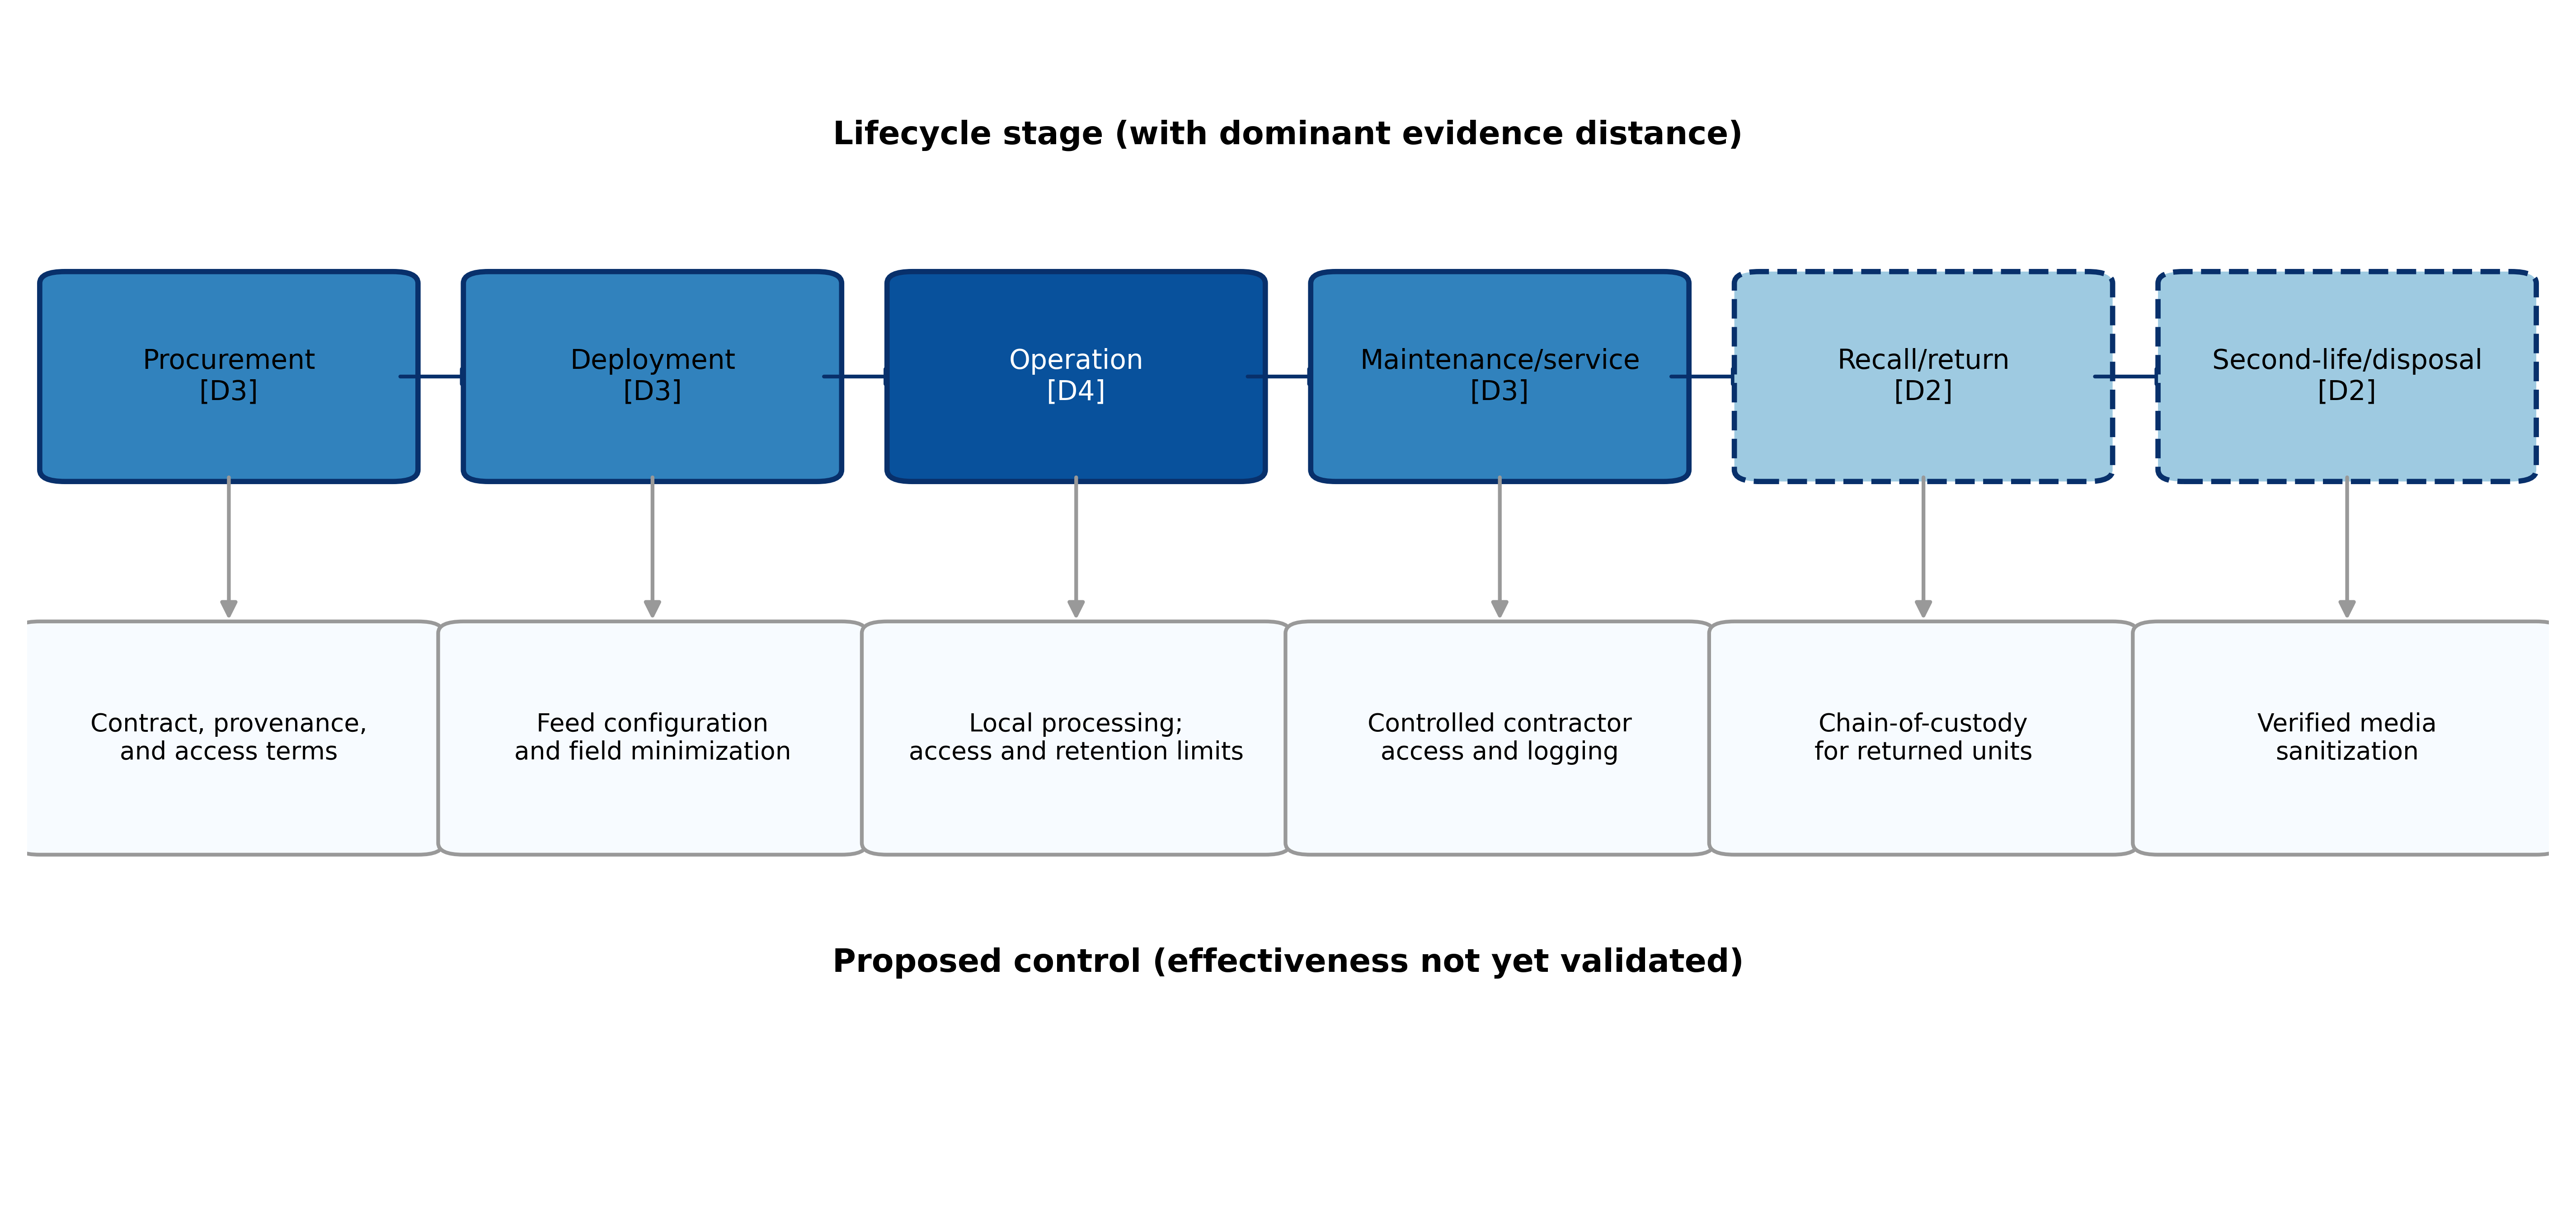 Lifecycle stage (with dominant evidence distance)
Procurement
[D3]
Deployment
[D3]
Operation
[D4]
Maintenance/service
[D3]
Recall/return
[D2]
Second-life/disposal
[D2]
Contract, provenance,
and access terms
Feed configuration
and field minimization
Local processing;
access and retention limits
Controlled contractor
access and logging
Chain-of-custody
for returned units
Verified media
sanitization
Proposed control (effectiveness not yet validated)